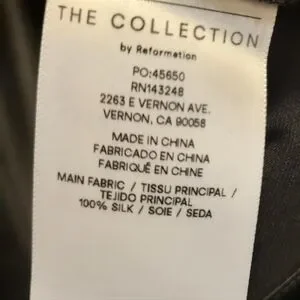 THE COLLECTION
by Reformation
PO:45650
RN143248
2263 E VERNON AVE.
VERNON, CA 90058
MADE IN CHINA
FABRICADO EN CHINA
FABRIQUÉ EN CHINE
MAIN FABRIC / TISSU PRINCIPAL /
TEJIDO PRINCIPAL
100% SILK / SOIE / SEDA